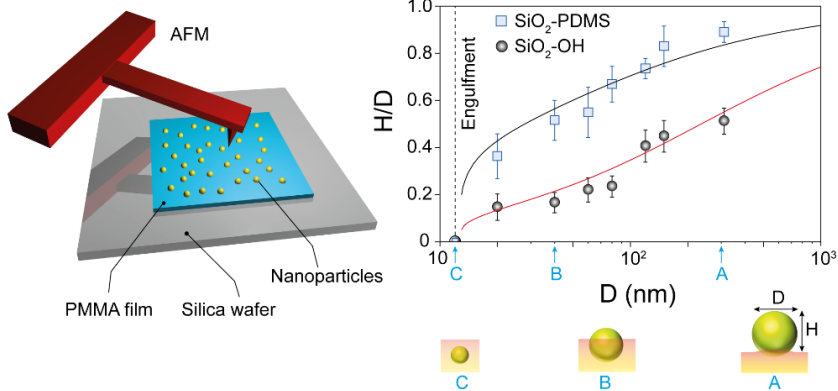 AFM
Nanoparticles
PMMA film
Silica wafer
H/D
1.0
0.8
0.6
0.4
0.2
0
SiO₂-PDMS
SiO₂-OH
Engulfment
10
10²
10³
C
B
A
D (nm)
D
H
C
B
A